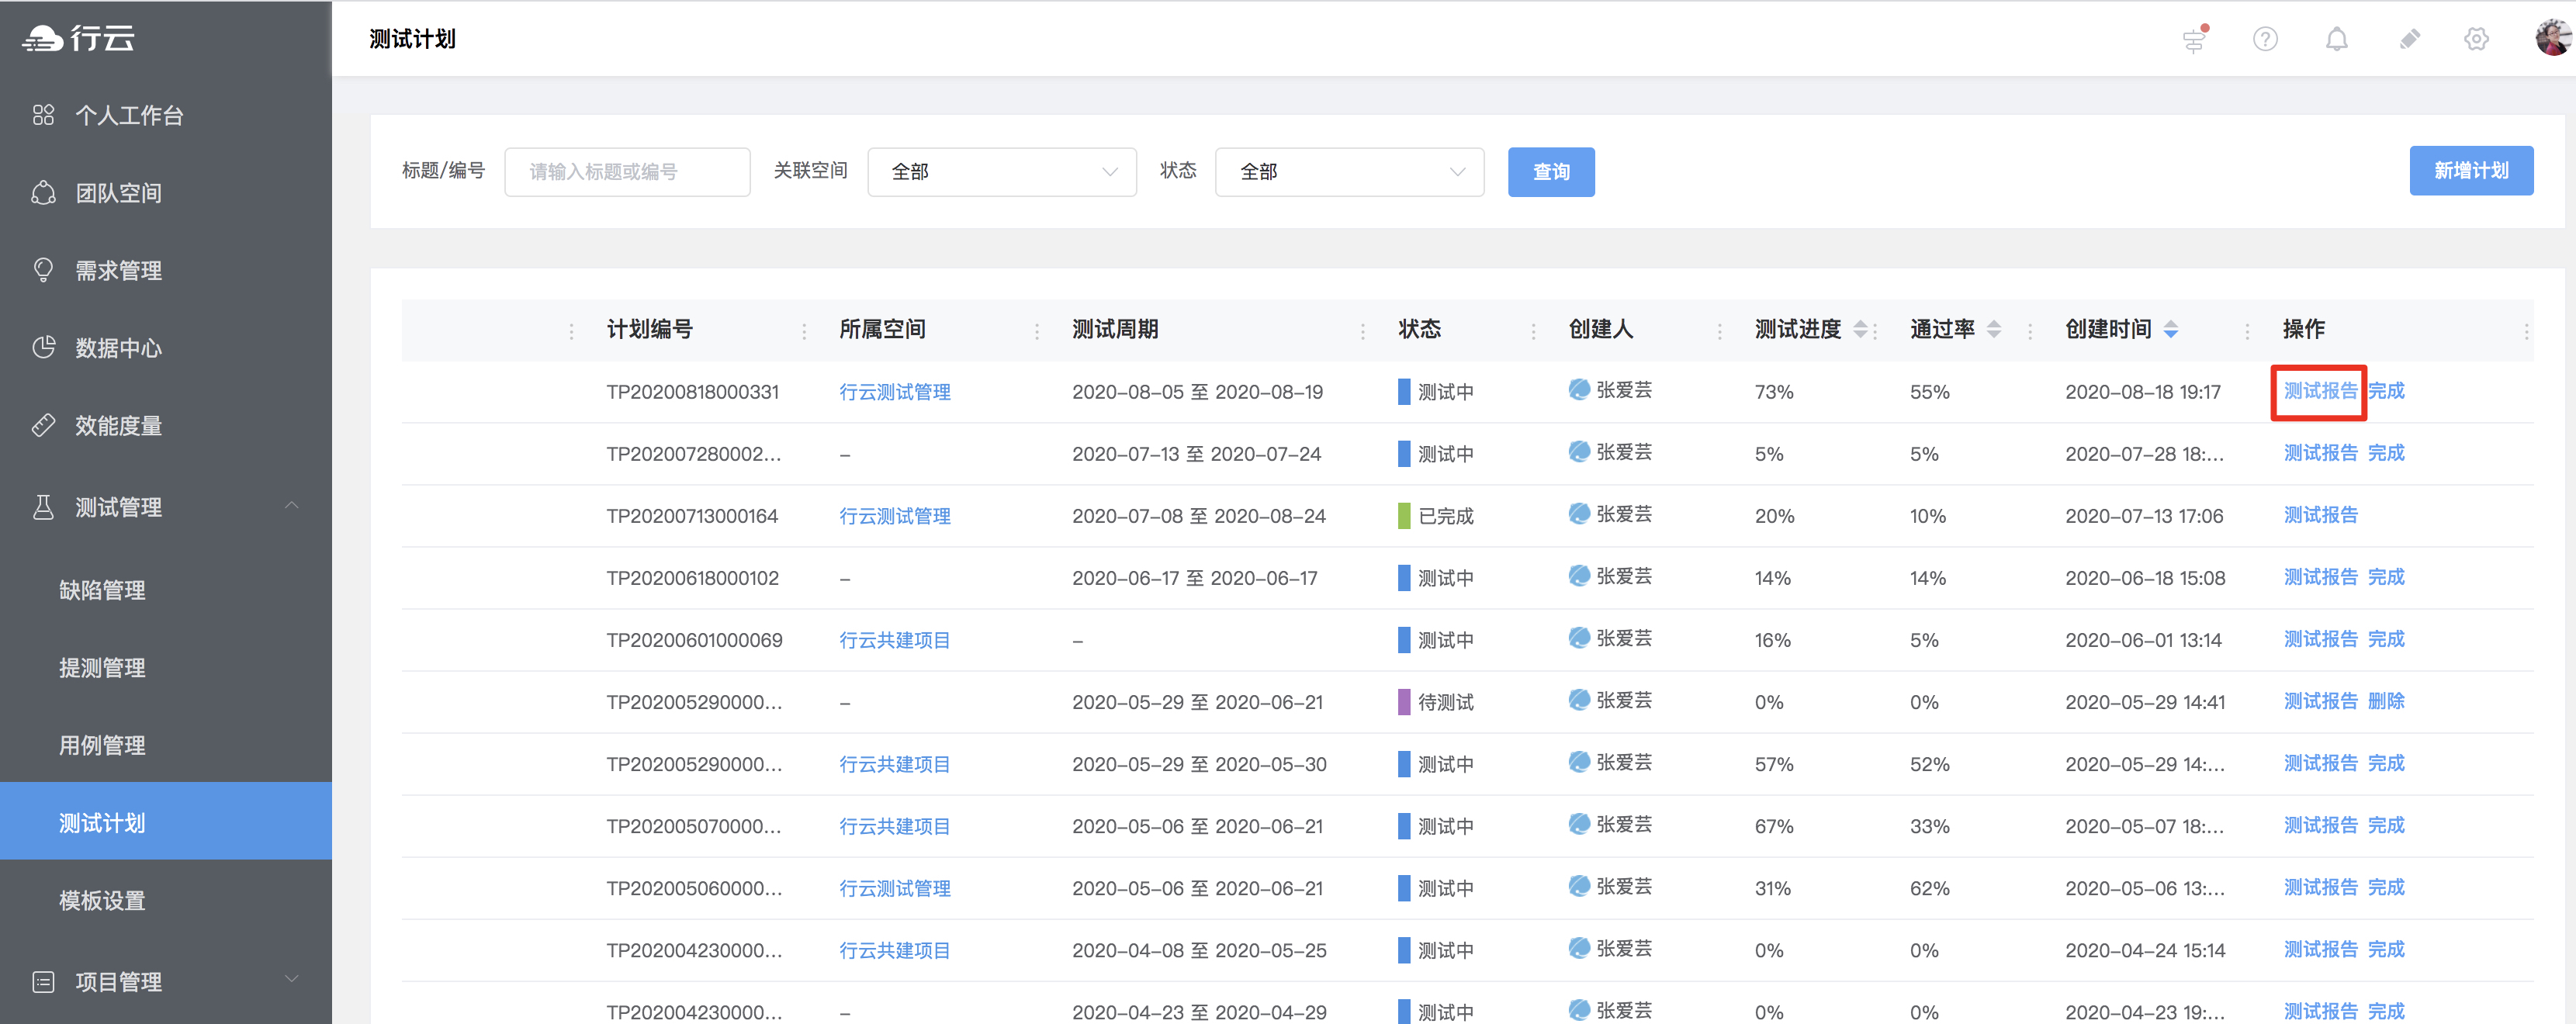 行云
测试计划
个人工作台
团队空间
需求管理
数据中心
效能度量
测试管理
缺陷管理
提测管理
用例管理
测试计划
模板设置
项目管理
标题/编号 请输入标题或编号 关联空间 全部 状态 全部 查询 新增计划
计划编号 所属空间 测试周期 状态 创建人 测试进度 通过率 创建时间 操作
TP20200818000331 行云测试管理 2020-08-05 至 2020-08-19 测试中 张爱芸 73% 55% 2020-08-18 19:17 测试报告 完成
TP202007280002... - 2020-07-13 至 2020-07-24 测试中 张爱芸 5% 5% 2020-07-28 18:... 测试报告 完成
TP20200713000164 行云测试管理 2020-07-08 至 2020-08-24 已完成 张爱芸 20% 10% 2020-07-13 17:06 测试报告
TP20200618000102 - 2020-06-17 至 2020-06-17 测试中 张爱芸 14% 14% 2020-06-18 15:08 测试报告 完成
TP20200601000069 行云共建项目 - 测试中 张爱芸 16% 5% 2020-06-01 13:14 测试报告 完成
TP202005290000... - 2020-05-29 至 2020-06-21 待测试 张爱芸 0% 0% 2020-05-29 14:41 测试报告 删除
TP202005290000... 行云共建项目 2020-05-29 至 2020-05-30 测试中 张爱芸 57% 52% 2020-05-29 14:... 测试报告 完成
TP202005070000... 行云共建项目 2020-05-06 至 2020-06-21 测试中 张爱芸 67% 33% 2020-05-07 18:... 测试报告 完成
TP202005060000... 行云测试管理 2020-05-06 至 2020-06-21 测试中 张爱芸 31% 62% 2020-05-06 13:... 测试报告 完成
TP202004230000... 行云共建项目 2020-04-08 至 2020-05-25 测试中 张爱芸 0% 0% 2020-04-24 15:14 测试报告 完成
TP202004230000... - 2020-04-23 至 2020-04-29 测试中 张爱芸 0% 0% 2020-04-23 19:... 测试报告 完成